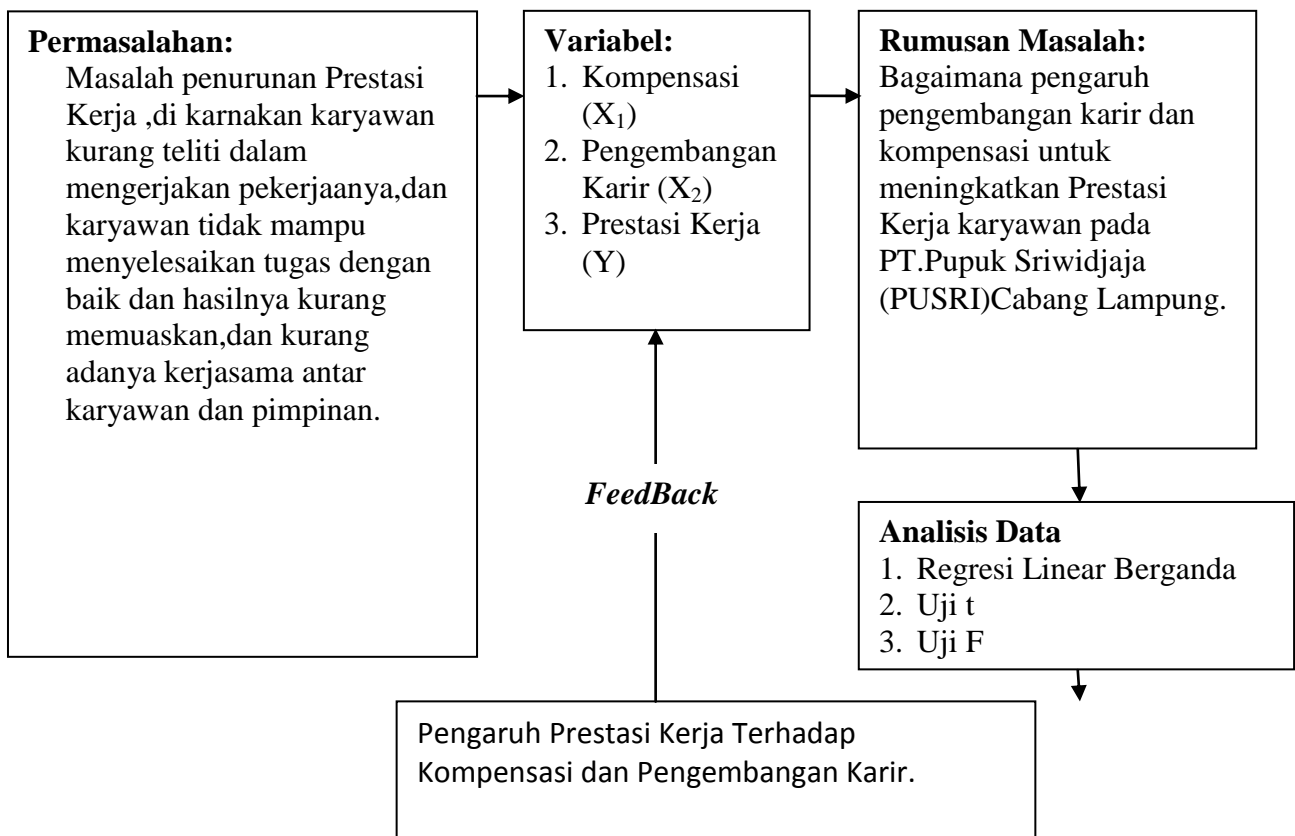 Permasalahan:
Masalah penurunan Prestasi
Kerja ,di karnakan karyawan
kurang teliti dalam
mengerjakan pekerjaanya,dan
karyawan tidak mampu
menyelesaikan tugas dengan
baik dan hasilnya kurang
memuaskan,dan kurang
adanya kerjasama antar
karyawan dan pimpinan.
Variabel:
1. Kompensasi
(X₁)
2. Pengembangan
Karir (X₂)
3. Prestasi Kerja
(Y)
Rumusan Masalah:
Bagaimana pengaruh
pengembangan karir dan
kompensasi untuk
meningkatkan Prestasi
Kerja karyawan pada
PT.Pupuk Sriwidjaja
(PUSRI)Cabang Lampung.
FeedBack
Analisis Data
1. Regresi Linear Berganda
2. Uji t
3. Uji F
Pengaruh Prestasi Kerja Terhadap
Kompensasi dan Pengembangan Karir.